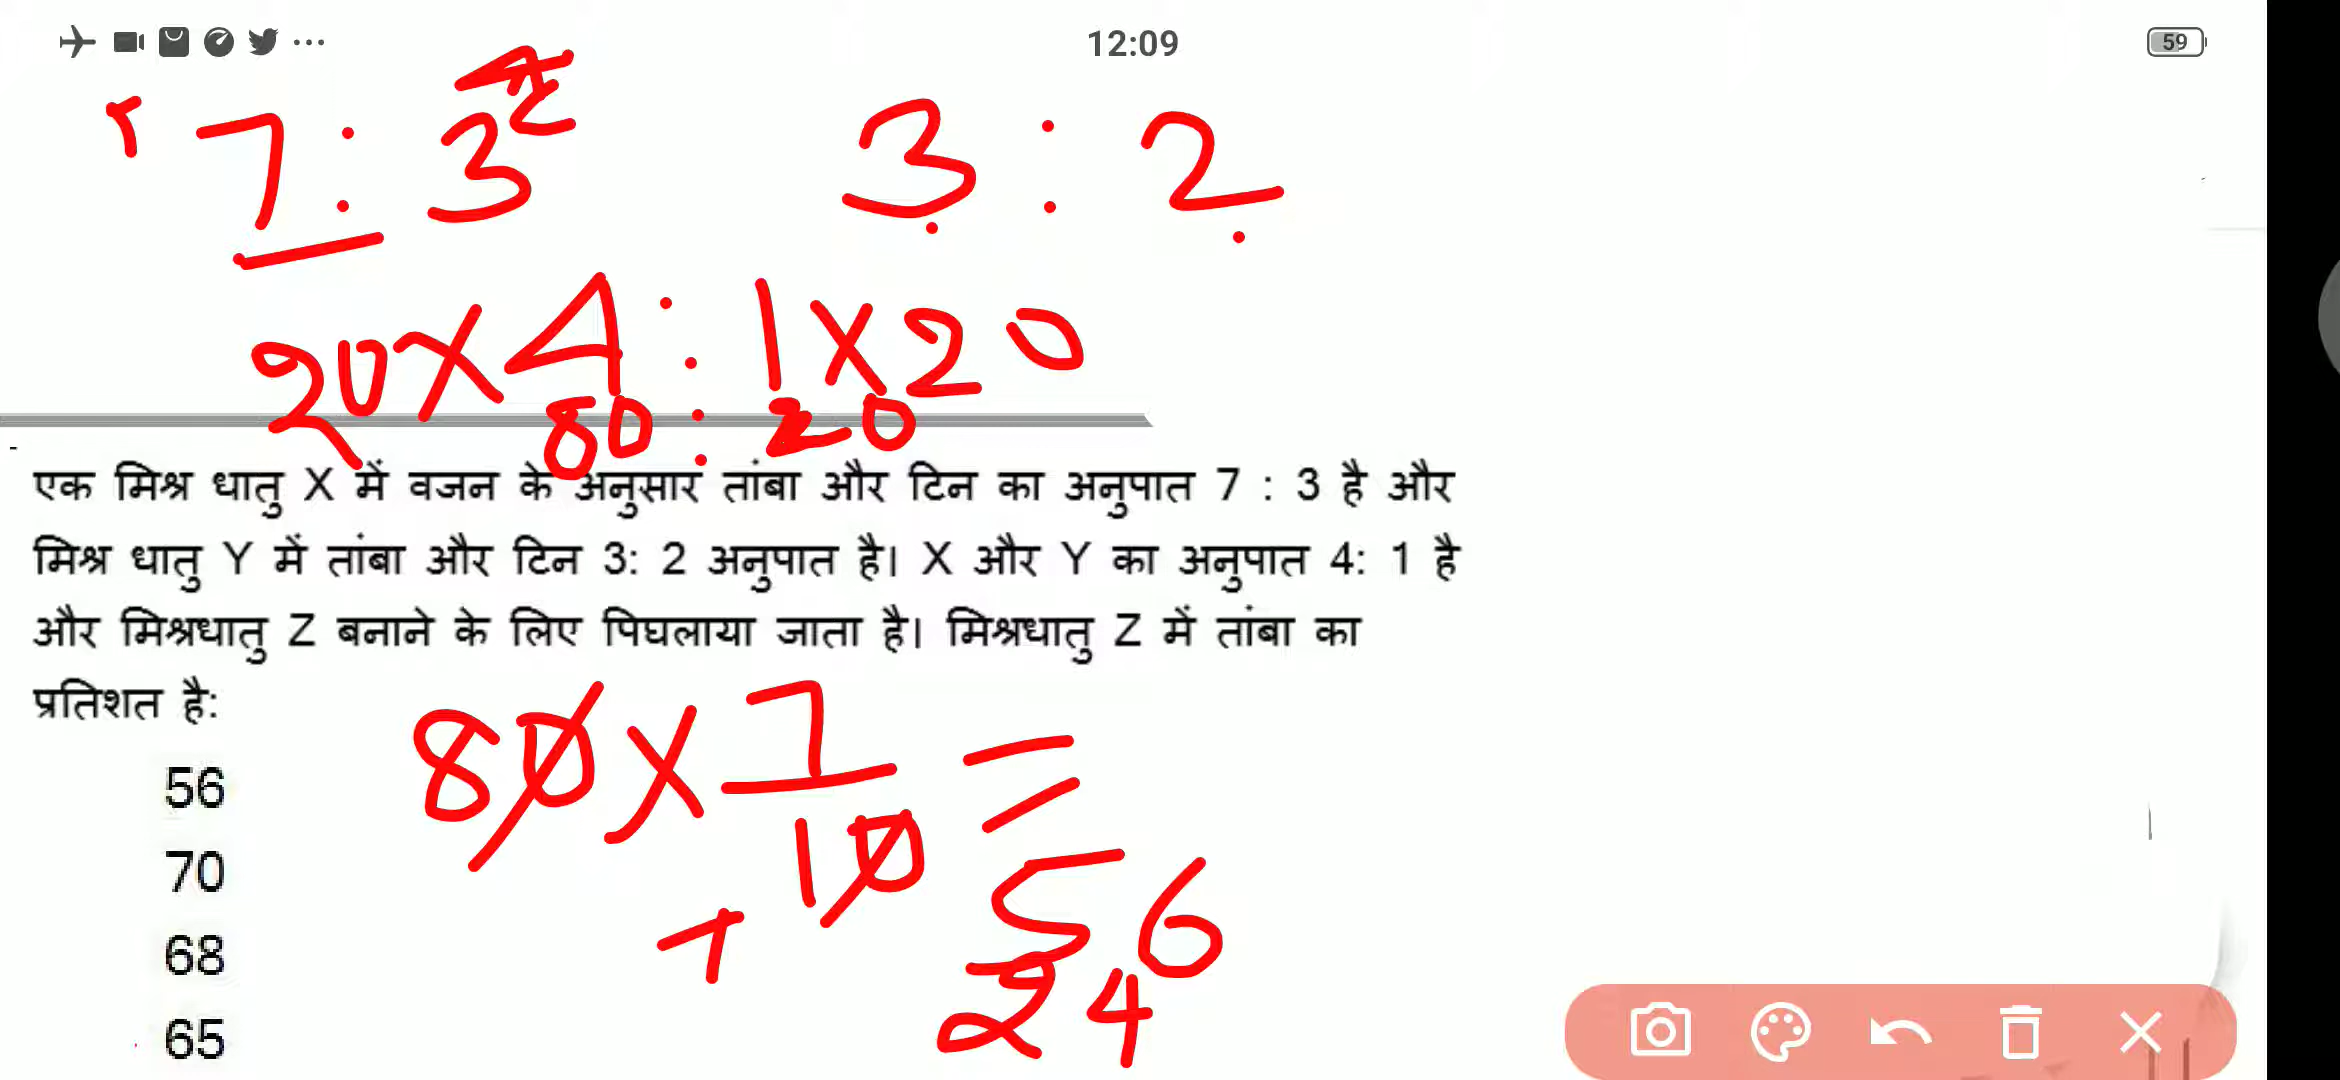 12:09
59
7 : 3 2
3 : 2
20 X 4 : 1 X 20
80 : 20
एक मिश्र धातु X में वजन के अनुसार तांबा और टिन का अनुपात 7 : 3 है और
मिश्र धातु Y में तांबा और टिन 3: 2 अनुपात है। X और Y का अनुपात 4: 1 है
और मिश्रधातु Z बनाने के लिए पिघलाया जाता है। मिश्रधातु Z में तांबा का
प्रतिशत है:
80 X 7/10 = 56
+ 24
56
70
68
65